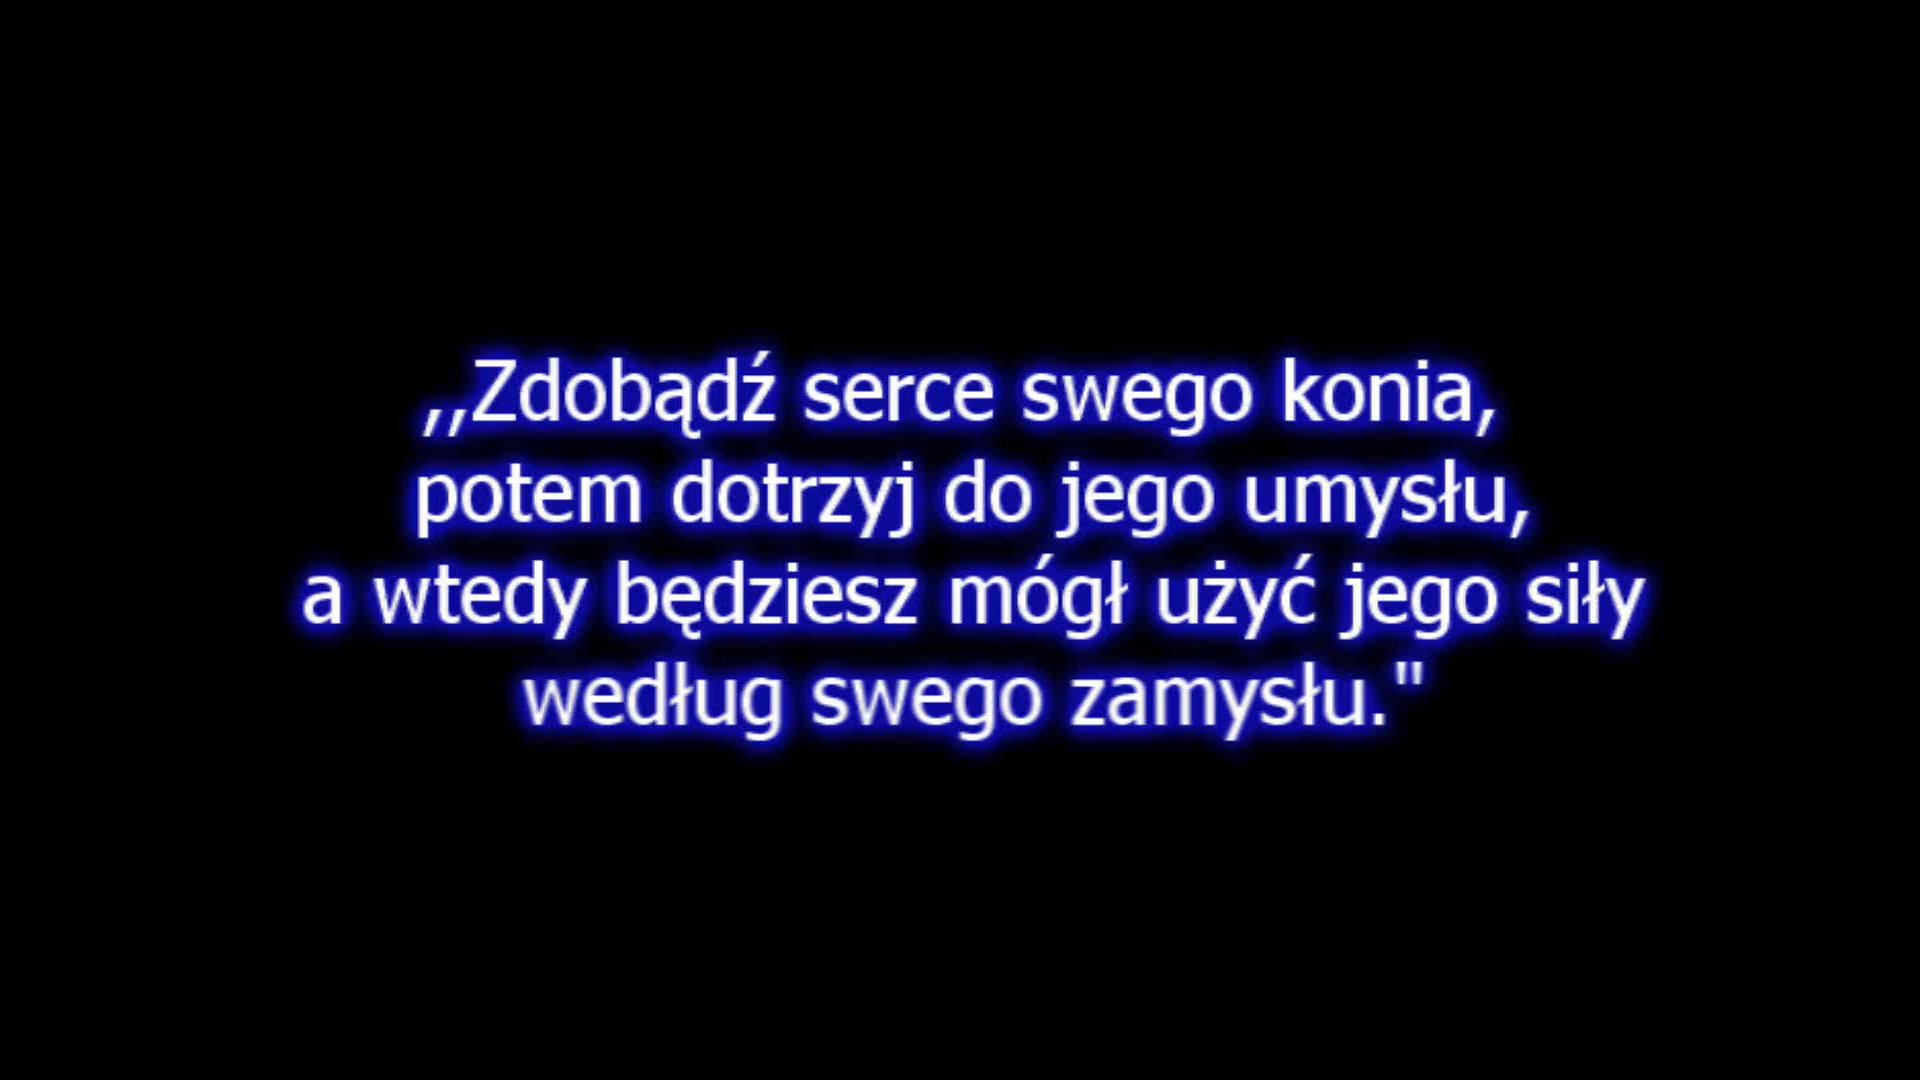 ,,Zdobądź serce swego konia,
potem dotrzyj do jego umysłu,
a wtedy będziesz mógł użyć jego siły
według swego zamysłu."